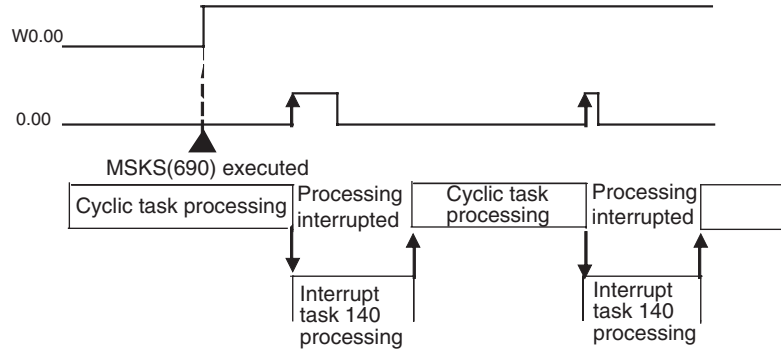 W0.00
0.00
MSKS(690) executed
Cyclic task processing
Processing
interrupted
Cyclic task
processing
Processing
interrupted
Interrupt
task 140
processing
Interrupt
task 140
processing